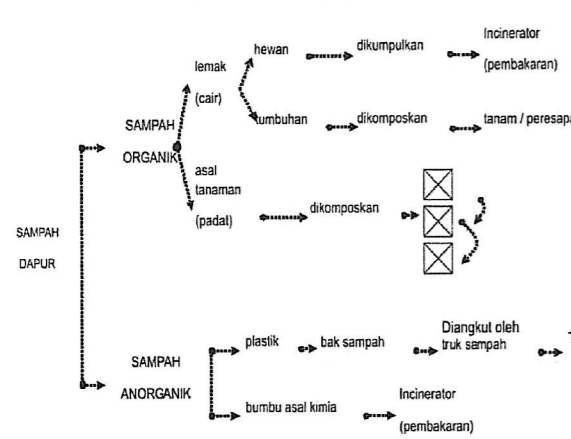 Incinerator
(pembakaran)
hewan
dikumpulkan
lemak
(cair)
tumbuhan
dikomposkan
tanam / peresapa
SAMPAH
ORGANIK
asal
tanaman
(padat)
dikomposkan
SAMPAH
DAPUR
plastik
bak sampah
Diangkut oleh
truk sampah
SAMPAH
ANORGANIK
bumbu asal kimia
Incinerator
(pembakaran)